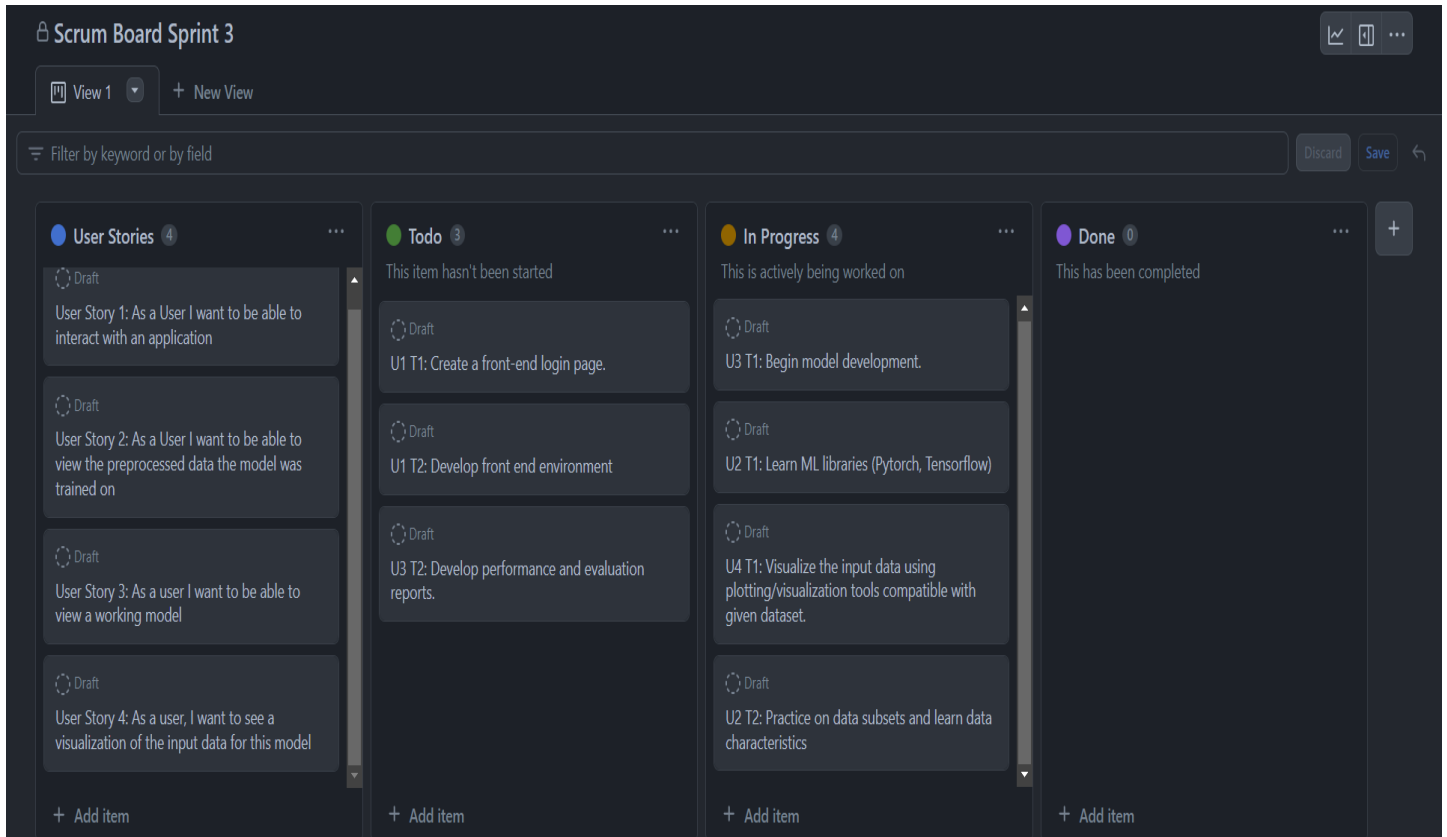 Scrum Board Sprint 3
View 1
+ New View
Filter by keyword or by field
Discard
Save
User Stories 4
Draft
User Story 1: As a User I want to be able to
interact with an application
Draft
User Story 2: As a User I want to be able to
view the preprocessed data the model was
trained on
Draft
User Story 3: As a user I want to be able to
view a working model
Draft
User Story 4: As a user, I want to see a
visualization of the input data for this model
+ Add item
Todo 3
This item hasn't been started
Draft
U1 T1: Create a front-end login page.
Draft
U1 T2: Develop front end environment
Draft
U3 T2: Develop performance and evaluation
reports.
+ Add item
In Progress 4
This is actively being worked on
Draft
U3 T1: Begin model development.
Draft
U2 T1: Learn ML libraries (Pytorch, Tensorflow)
Draft
U4 T1: Visualize the input data using
plotting/visualization tools compatible with
given dataset.
Draft
U2 T2: Practice on data subsets and learn data
characteristics
+ Add item
Done 0
This has been completed
+ Add item